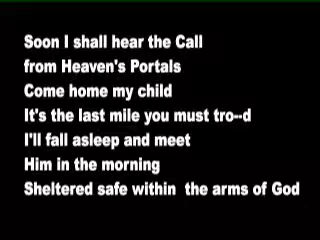 Soon I shall hear the Call
from Heaven's Portals
Come home my child
It's the last mile you must tro--d
I'll fall asleep and meet
Him in the morning
Sheltered safe within  the arms of God